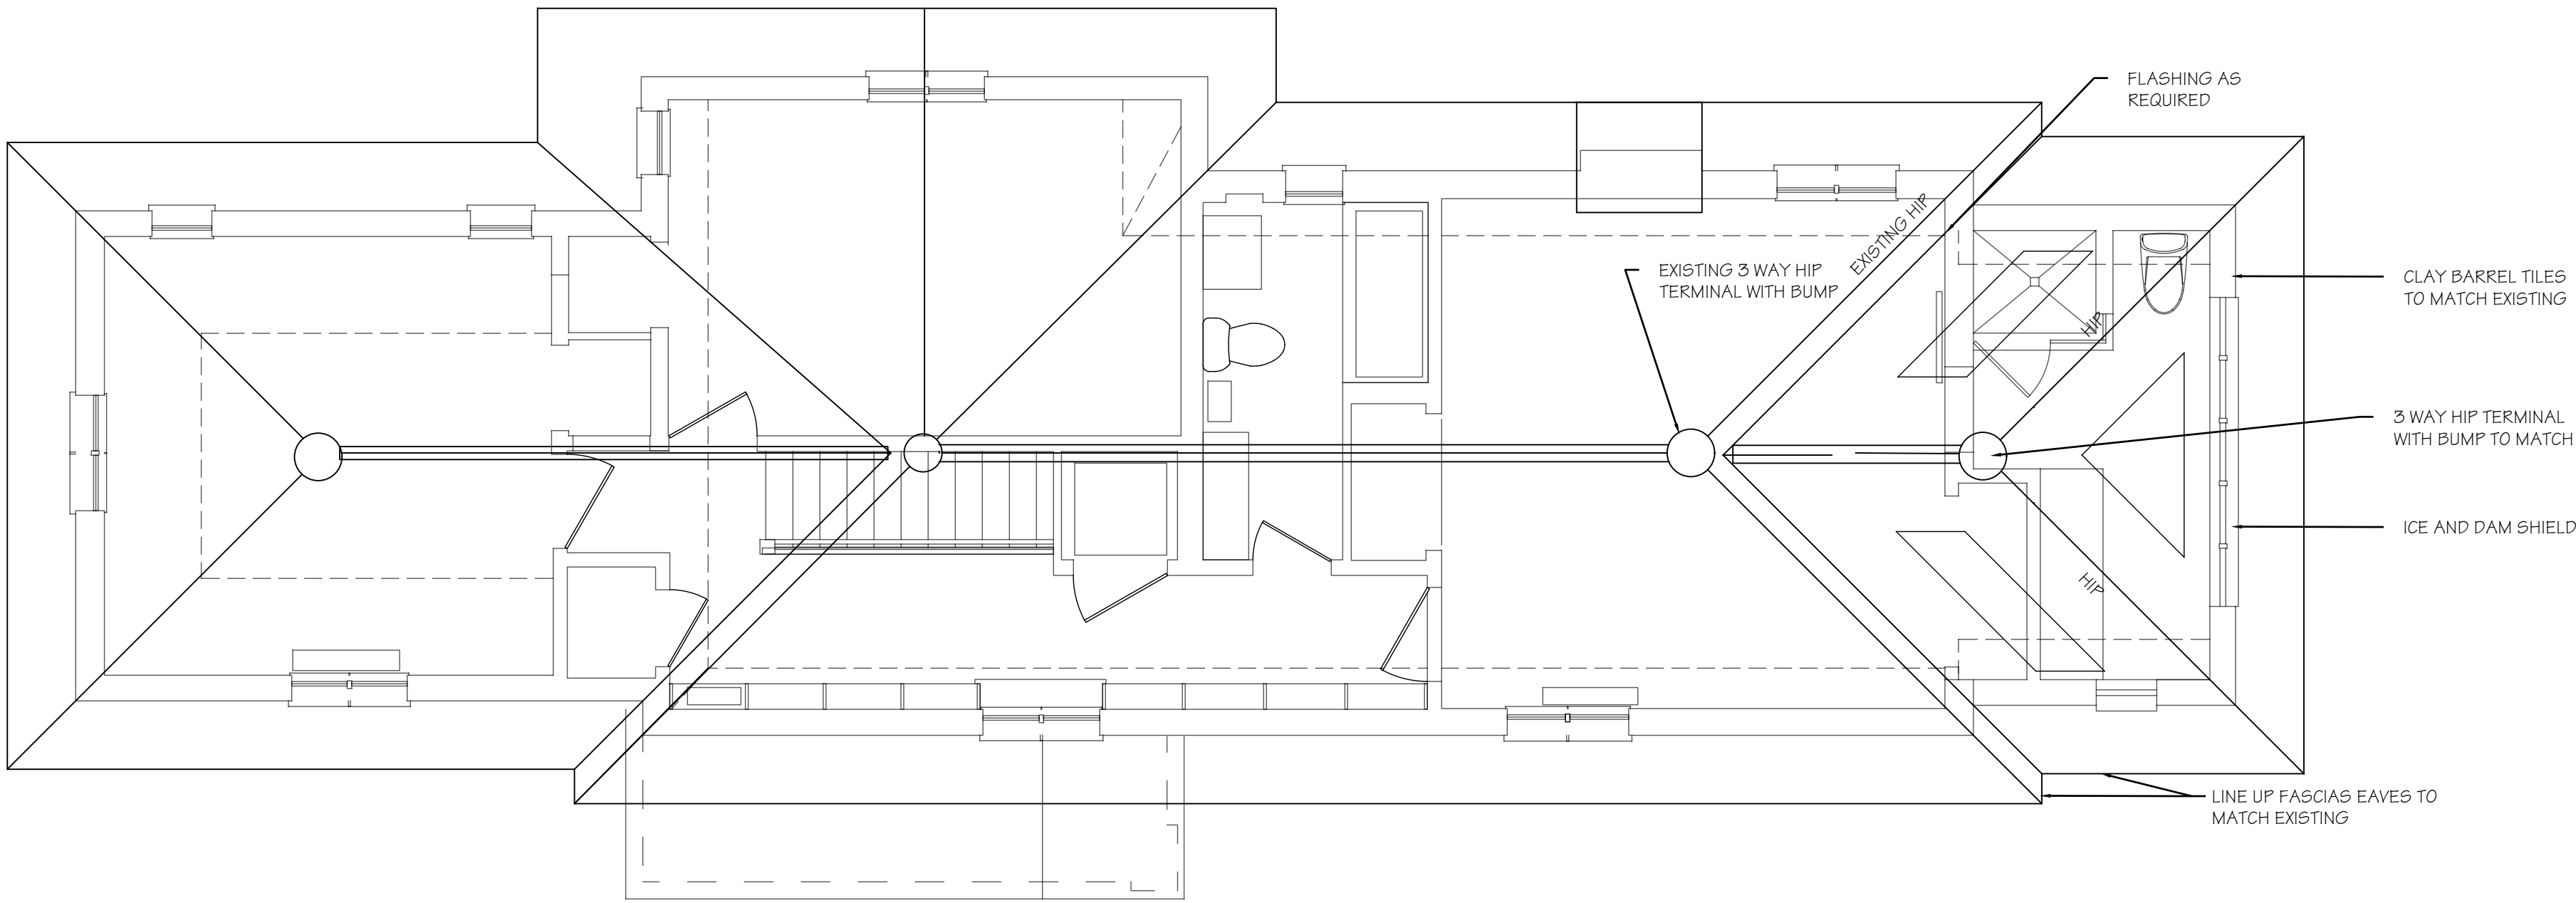 FLASHING AS
REQUIRED
EXISTING HIP
EXISTING 3 WAY HIP
TERMINAL WITH BUMP
CLAY BARREL TILES
TO MATCH EXISTING
HIP
3 WAY HIP TERMINAL
WITH BUMP TO MATCH
ICE AND DAM SHIELD
HIP
LINE UP FASCIAS EAVES TO
MATCH EXISTING